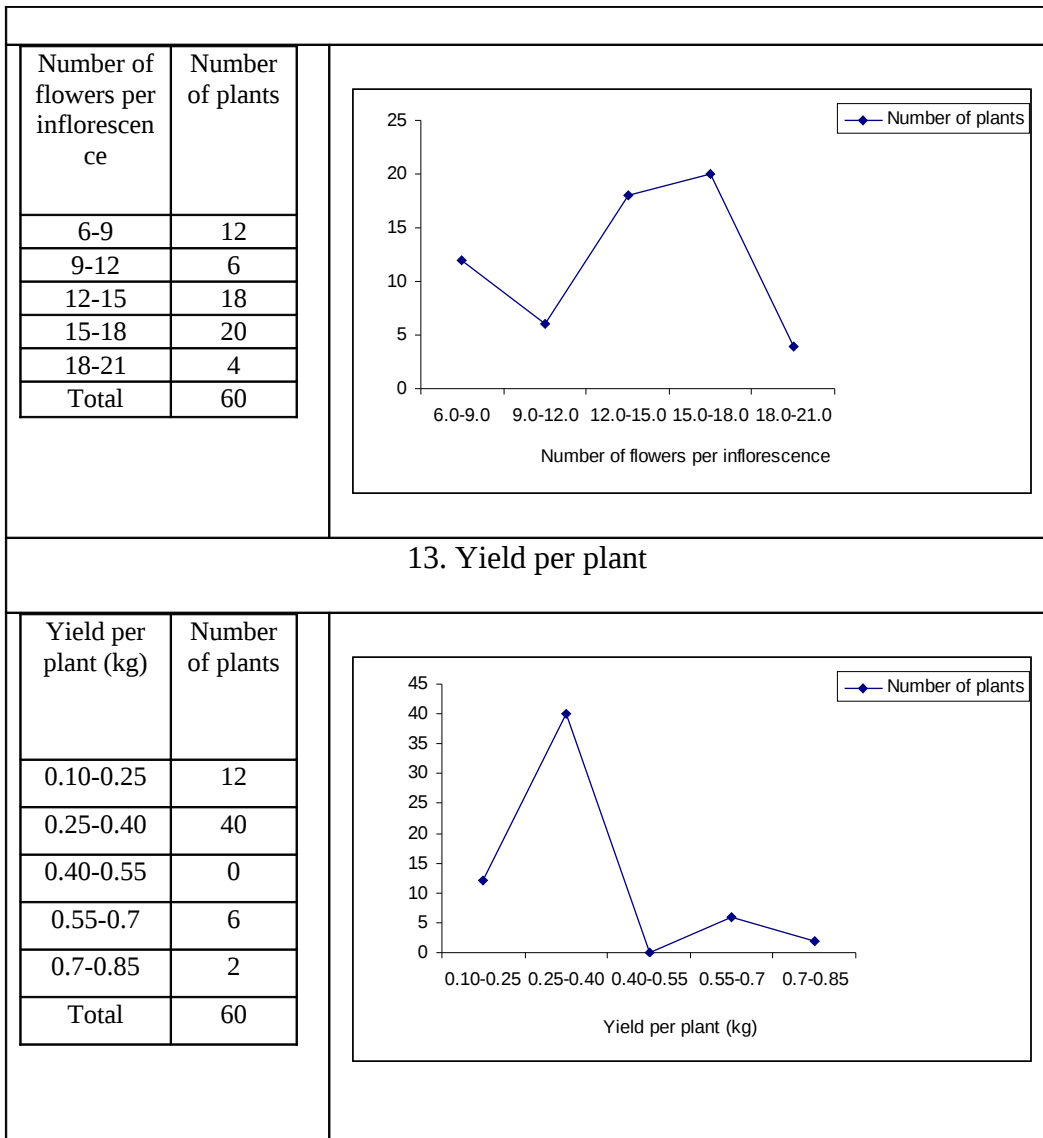 Number of
flowers per
inflorescen
ce
Number
of plants
6-9 12
9-12 6
12-15 18
15-18 20
18-21 4
Total 60
Number of plants
25
20
15
10
5
0
6.0-9.0 9.0-12.0 12.0-15.0 15.0-18.0 18.0-21.0
Number of flowers per inflorescence
13. Yield per plant
Yield per
plant (kg)
Number
of plants
0.10-0.25 12
0.25-0.40 40
0.40-0.55 0
0.55-0.7 6
0.7-0.85 2
Total 60
Number of plants
45
40
35
30
25
20
15
10
5
0
0.10-0.25 0.25-0.40 0.40-0.55 0.55-0.7 0.7-0.85
Yield per plant (kg)